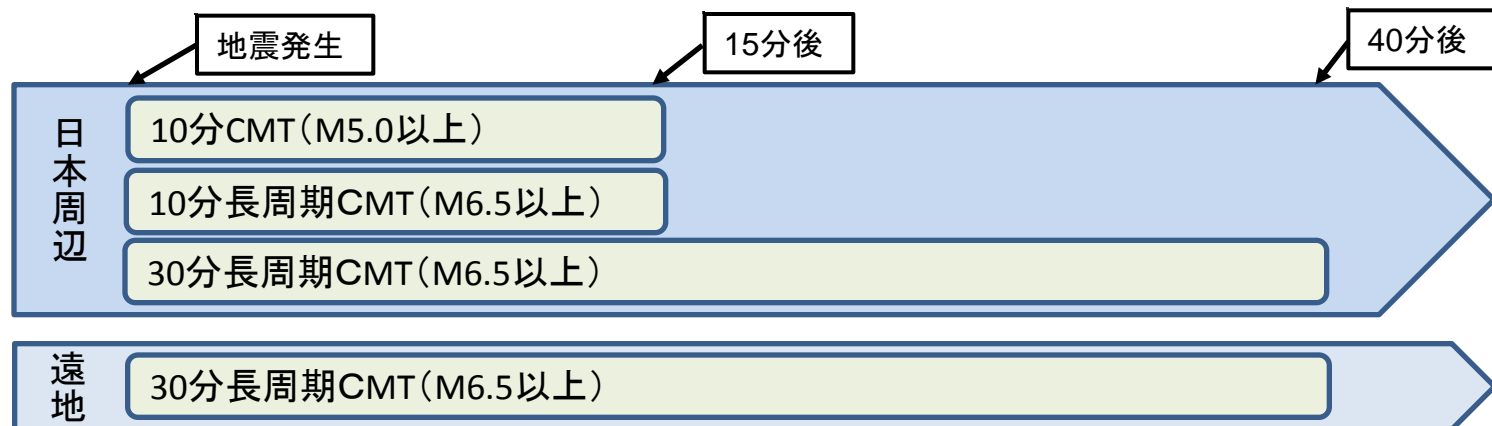 地震発生
15分後
40分後
日本周辺
10分CMT（M5.0以上）
10分長周期CMT（M6.5以上）
30分長周期CMT（M6.5以上）
遠地
30分長周期CMT（M6.5以上）